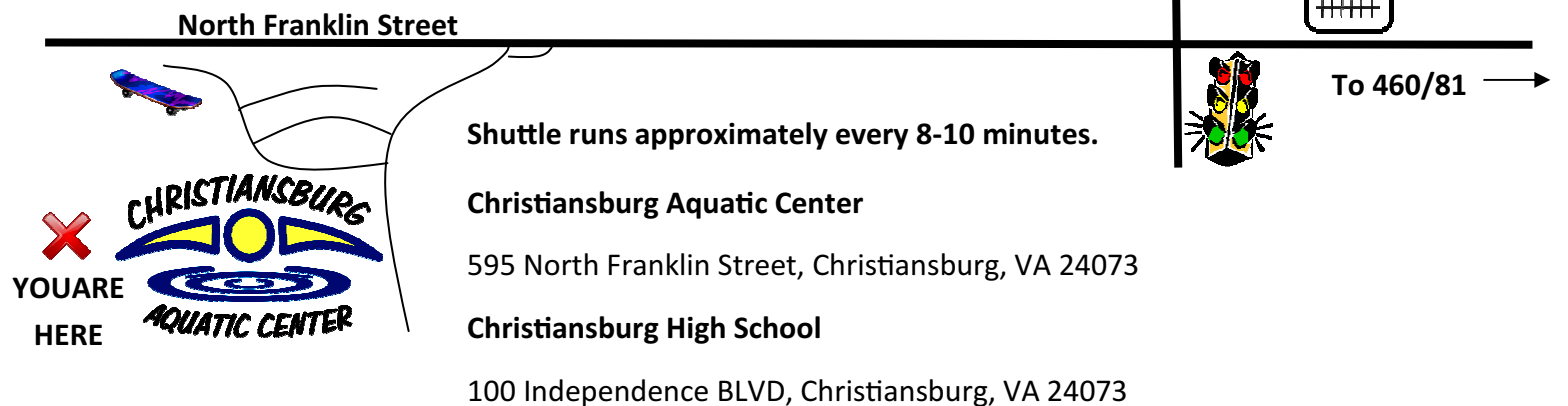 North Franklin Street
To 460/81
Shuttle runs approximately every 8-10 minutes.
CHRISTIANSBURG
AQUATIC CENTER
YOUARE
HERE
Christiansburg Aquatic Center
595 North Franklin Street, Christiansburg, VA 24073
Christiansburg High School
100 Independence BLVD, Christiansburg, VA 24073